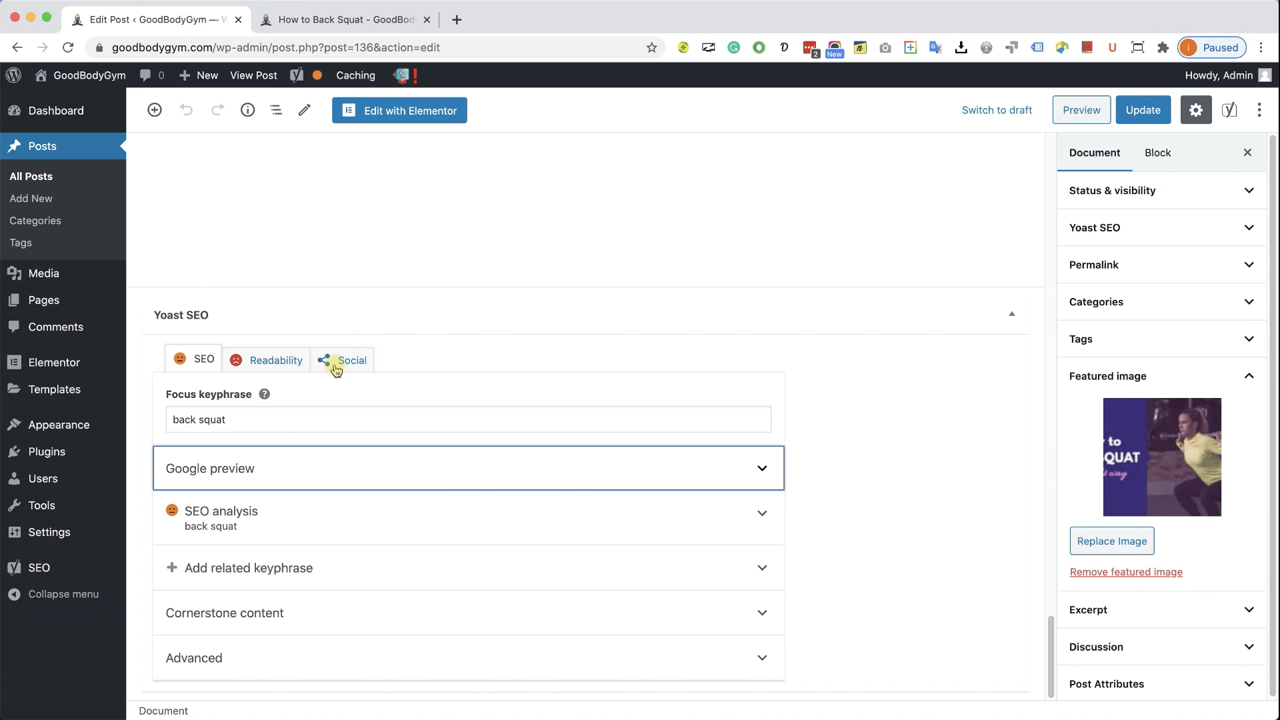 Edit Post ‹ GoodBodyGym — W
How to Back Squat - GoodBod
goodbodygym.com/wp-admin/post.php?post=136&action=edit
2
New
i Paused
GoodBodyGym
0
New
View Post
Caching
!
Howdy, Admin
Dashboard
Posts
All Posts
Add New
Categories
Tags
Media
Pages
Comments
Elementor
Templates
Appearance
Plugins
Users
Tools
Settings
SEO
Collapse menu
Edit with Elementor
Switch to draft
Preview
Update
Yoast SEO
SEO
Readability
Social
Focus keyphrase ?
back squat
Google preview
SEO analysis
back squat
Add related keyphrase
Cornerstone content
Advanced
Document
Document
Block
Status & visibility
Yoast SEO
Permalink
Categories
Tags
Featured image
to
QUAT
way
Replace Image
Remove featured image
Excerpt
Discussion
Post Attributes